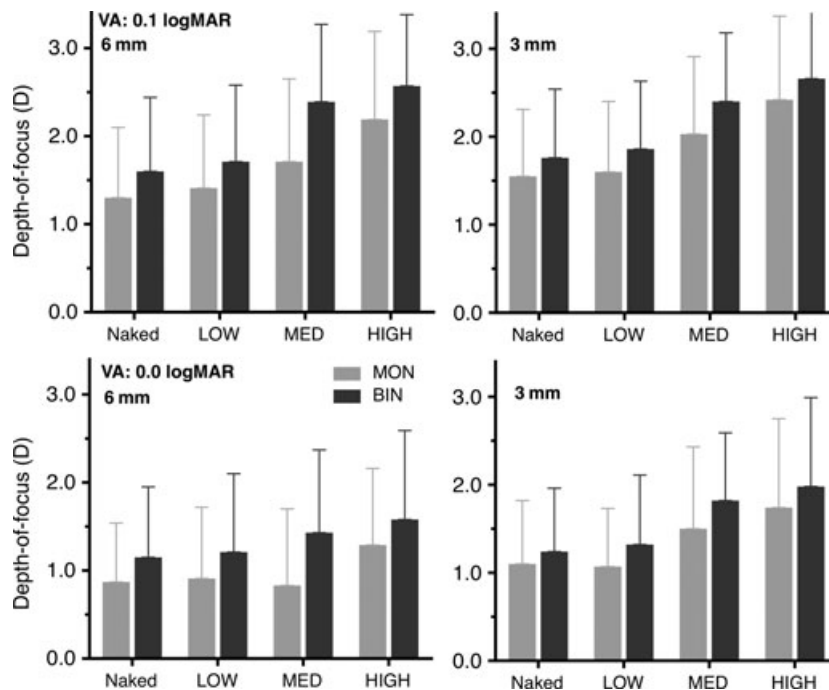 VA: 0.1 logMAR
6 mm
3 mm
Depth-of-focus (D)
3.0
2.0
1.0
0.0
3.0
2.0
1.0
0.0
Naked LOW MED HIGH
Naked LOW MED HIGH
VA: 0.0 logMAR
6 mm
MON
BIN
3 mm
Depth-of-focus (D)
3.0
2.0
1.0
0.0
3.0
2.0
1.0
0.0
Naked LOW MED HIGH
Naked LOW MED HIGH